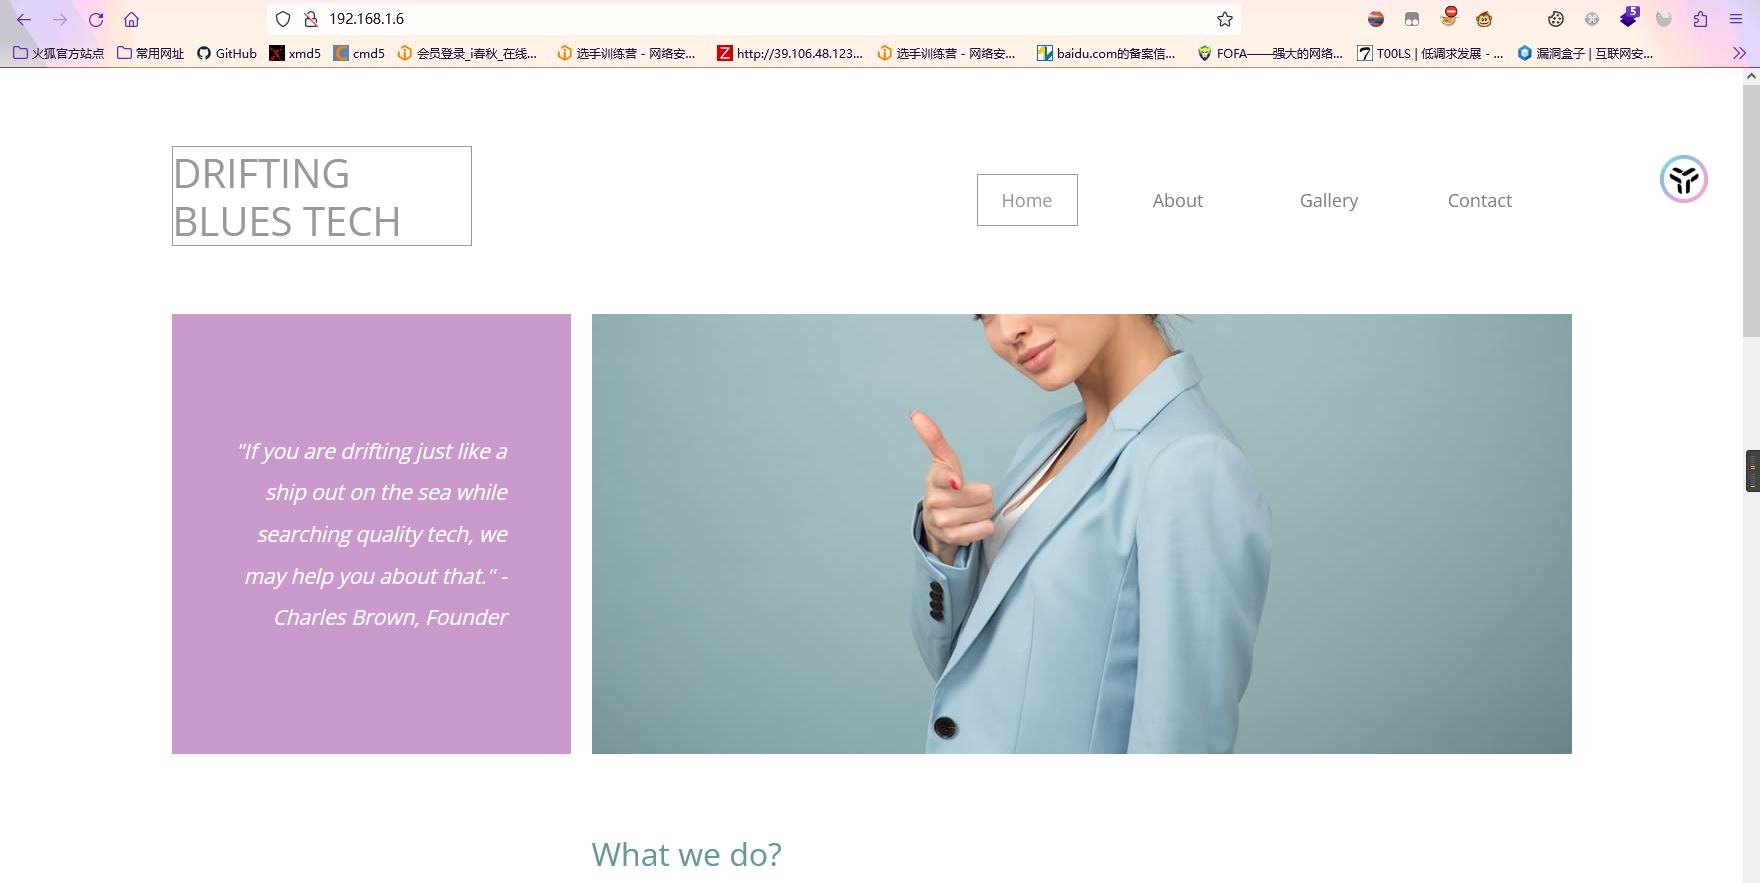 192.168.1.6
火狐官方站点 常用网址 GitHub xmd5 cmd5 会员登录_i春秋_在线... 选手训练营 - 网络安... http://39.106.48.123... 选手训练营 - 网络安... baidu.com的备案信... FOFA——强大的网络... T00LS | 低调求发展 - ... 漏洞盒子 | 互联网安...
5
DRIFTING
BLUES TECH
Home About Gallery Contact
"If you are drifting just like a
ship out on the sea while
searching quality tech, we
may help you about that." -
Charles Brown, Founder
What we do?